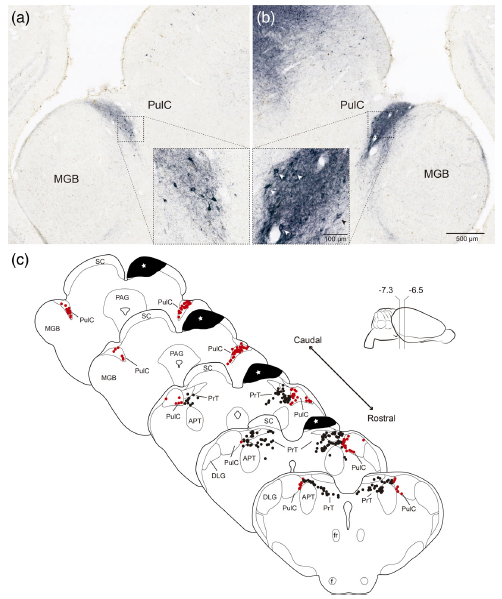 (a)
(b)
PulC
PulC
MGB
MGB
100 µm
500 µm
(c)
SC
PAG
PulC
PulC
MGB
SC
PAG
PulC
PulC
MGB
SC
PrT
PulC
APT
PrT
PulC
SC
PrT
PulC
APT
DLG
PulC
DLG
APT
PulC
PrT
PrT
PulC
fr
f
-7.3
-6.5
Caudal
Rostral